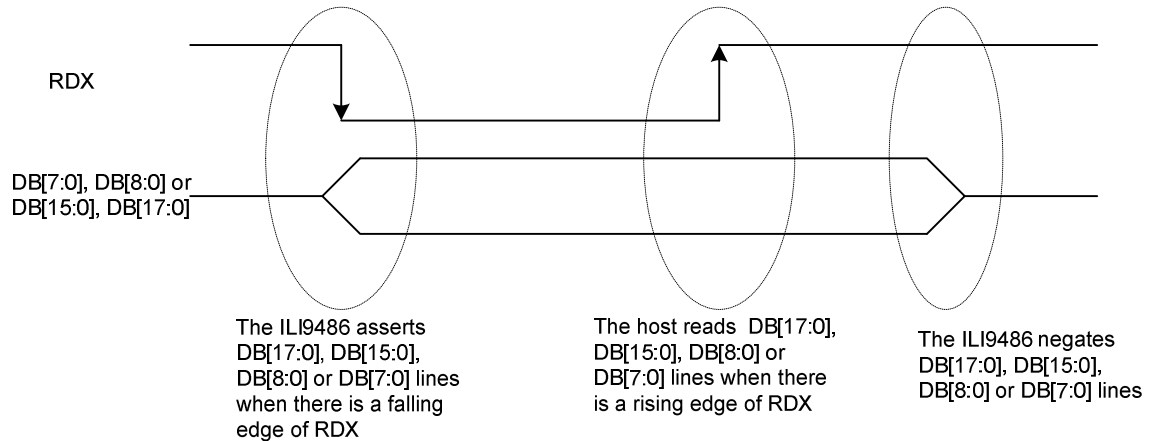 RDX
DB[7:0], DB[8:0] or
DB[15:0], DB[17:0]
The ILI9486 asserts
DB[17:0], DB[15:0],
DB[8:0] or DB[7:0] lines
when there is a falling
edge of RDX
The host reads DB[17:0],
DB[15:0], DB[8:0] or
DB[7:0] lines when there
is a rising edge of RDX
The ILI9486 negates
DB[17:0], DB[15:0],
DB[8:0] or DB[7:0] lines